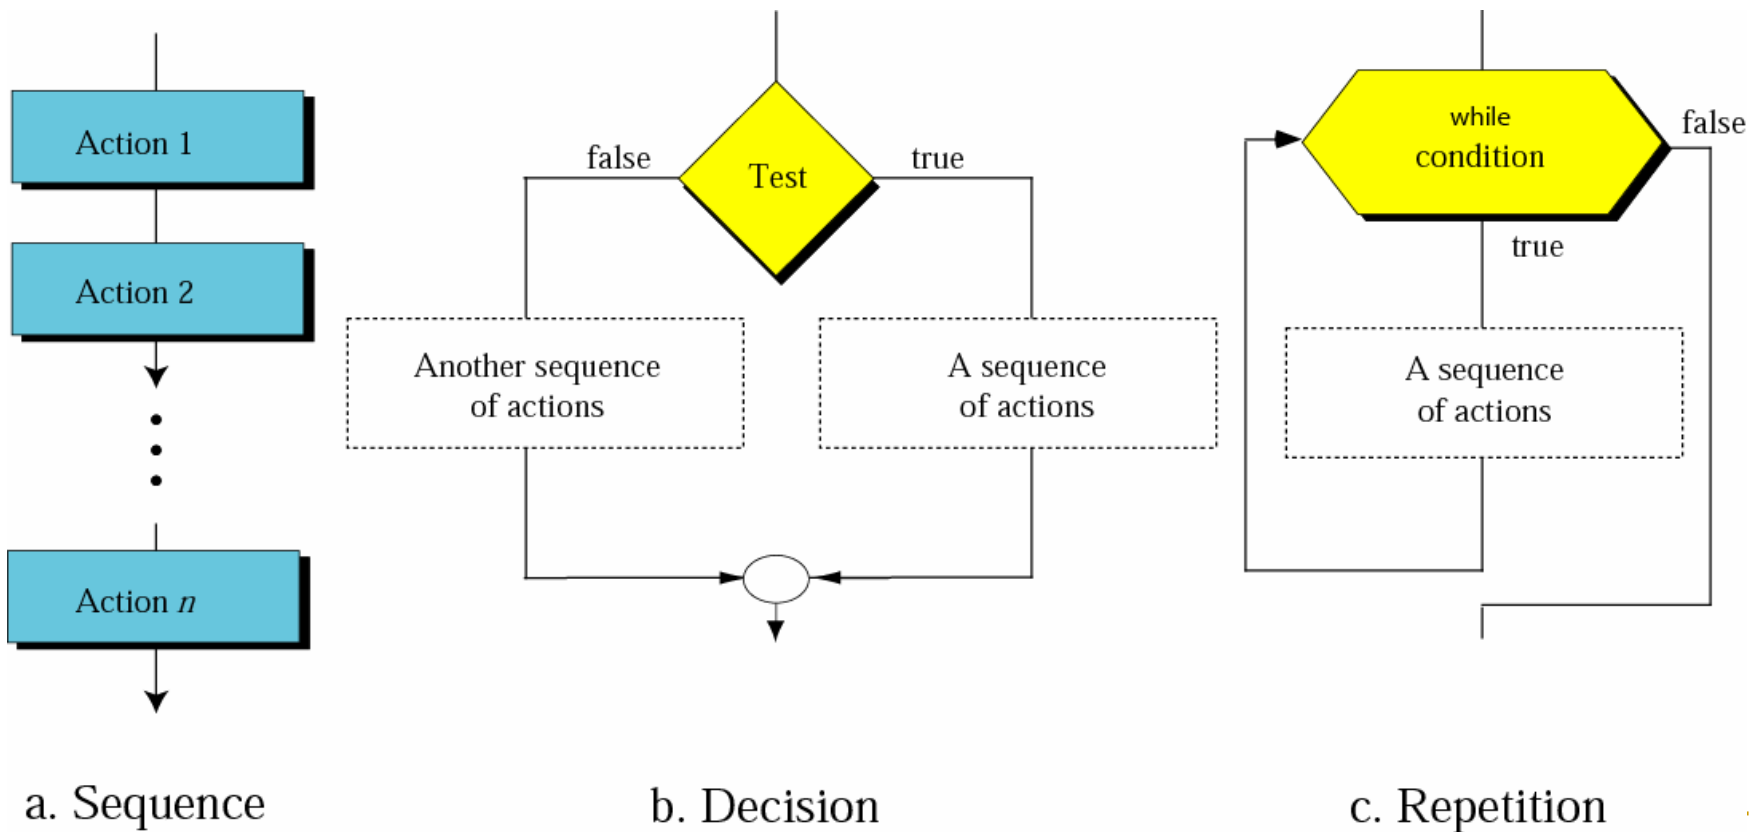 Action 1
Action 2
Action n
a. Sequence
false
true
Test
Another sequence
of actions
A sequence
of actions
b. Decision
while
condition
false
true
A sequence
of actions
c. Repetition